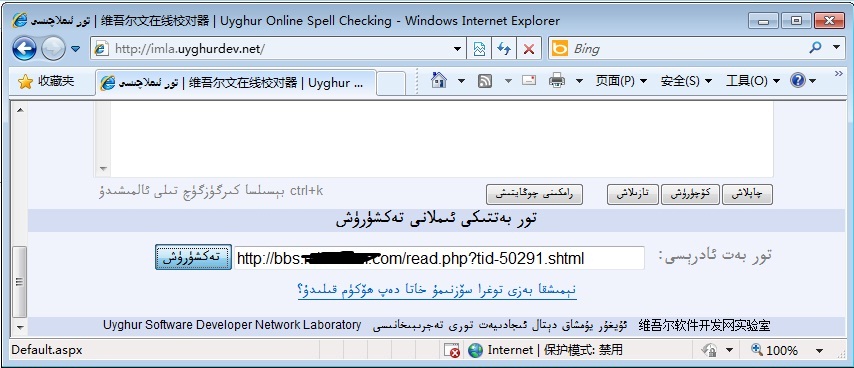 تور ئىملاچىسى | 维吾尔文在线校对器 | Uyghur Online Spell Checking - Windows Internet Explorer
http://imla.uyghurdev.net/ Bing
收藏夹 تور ئىملاچىسى | 维吾尔文在线校对器 | Uyghur ... 页面(P) 安全(S) 工具(O)
چاپلاش كۆچۈرۈش تازىلاش رامكىنى چوڭايتىش ctrl+k بېسىلسا كىرگۈزگۈچ تىلى ئالمىشىدۇ
تور بەتتىكى ئىملانى تەكشۈرۈش
تور بەت ئادرېسى: http://bbs. .com/read.php?tid-50291.shtml تەكشۈرۈش
نېمىشقا بەزى توغرا سۆزنىمۇ خاتا دەپ ھۆكۈم قىلىدۇ؟
Uyghur Software Developer Network Laboratory ئۇيغۇر يۇمشاق دېتال ئىجادىيەت تورى تەجرىبىخانىسى 维吾尔软件开发网实验室
Default.aspx Internet | 保护模式: 禁用 100%